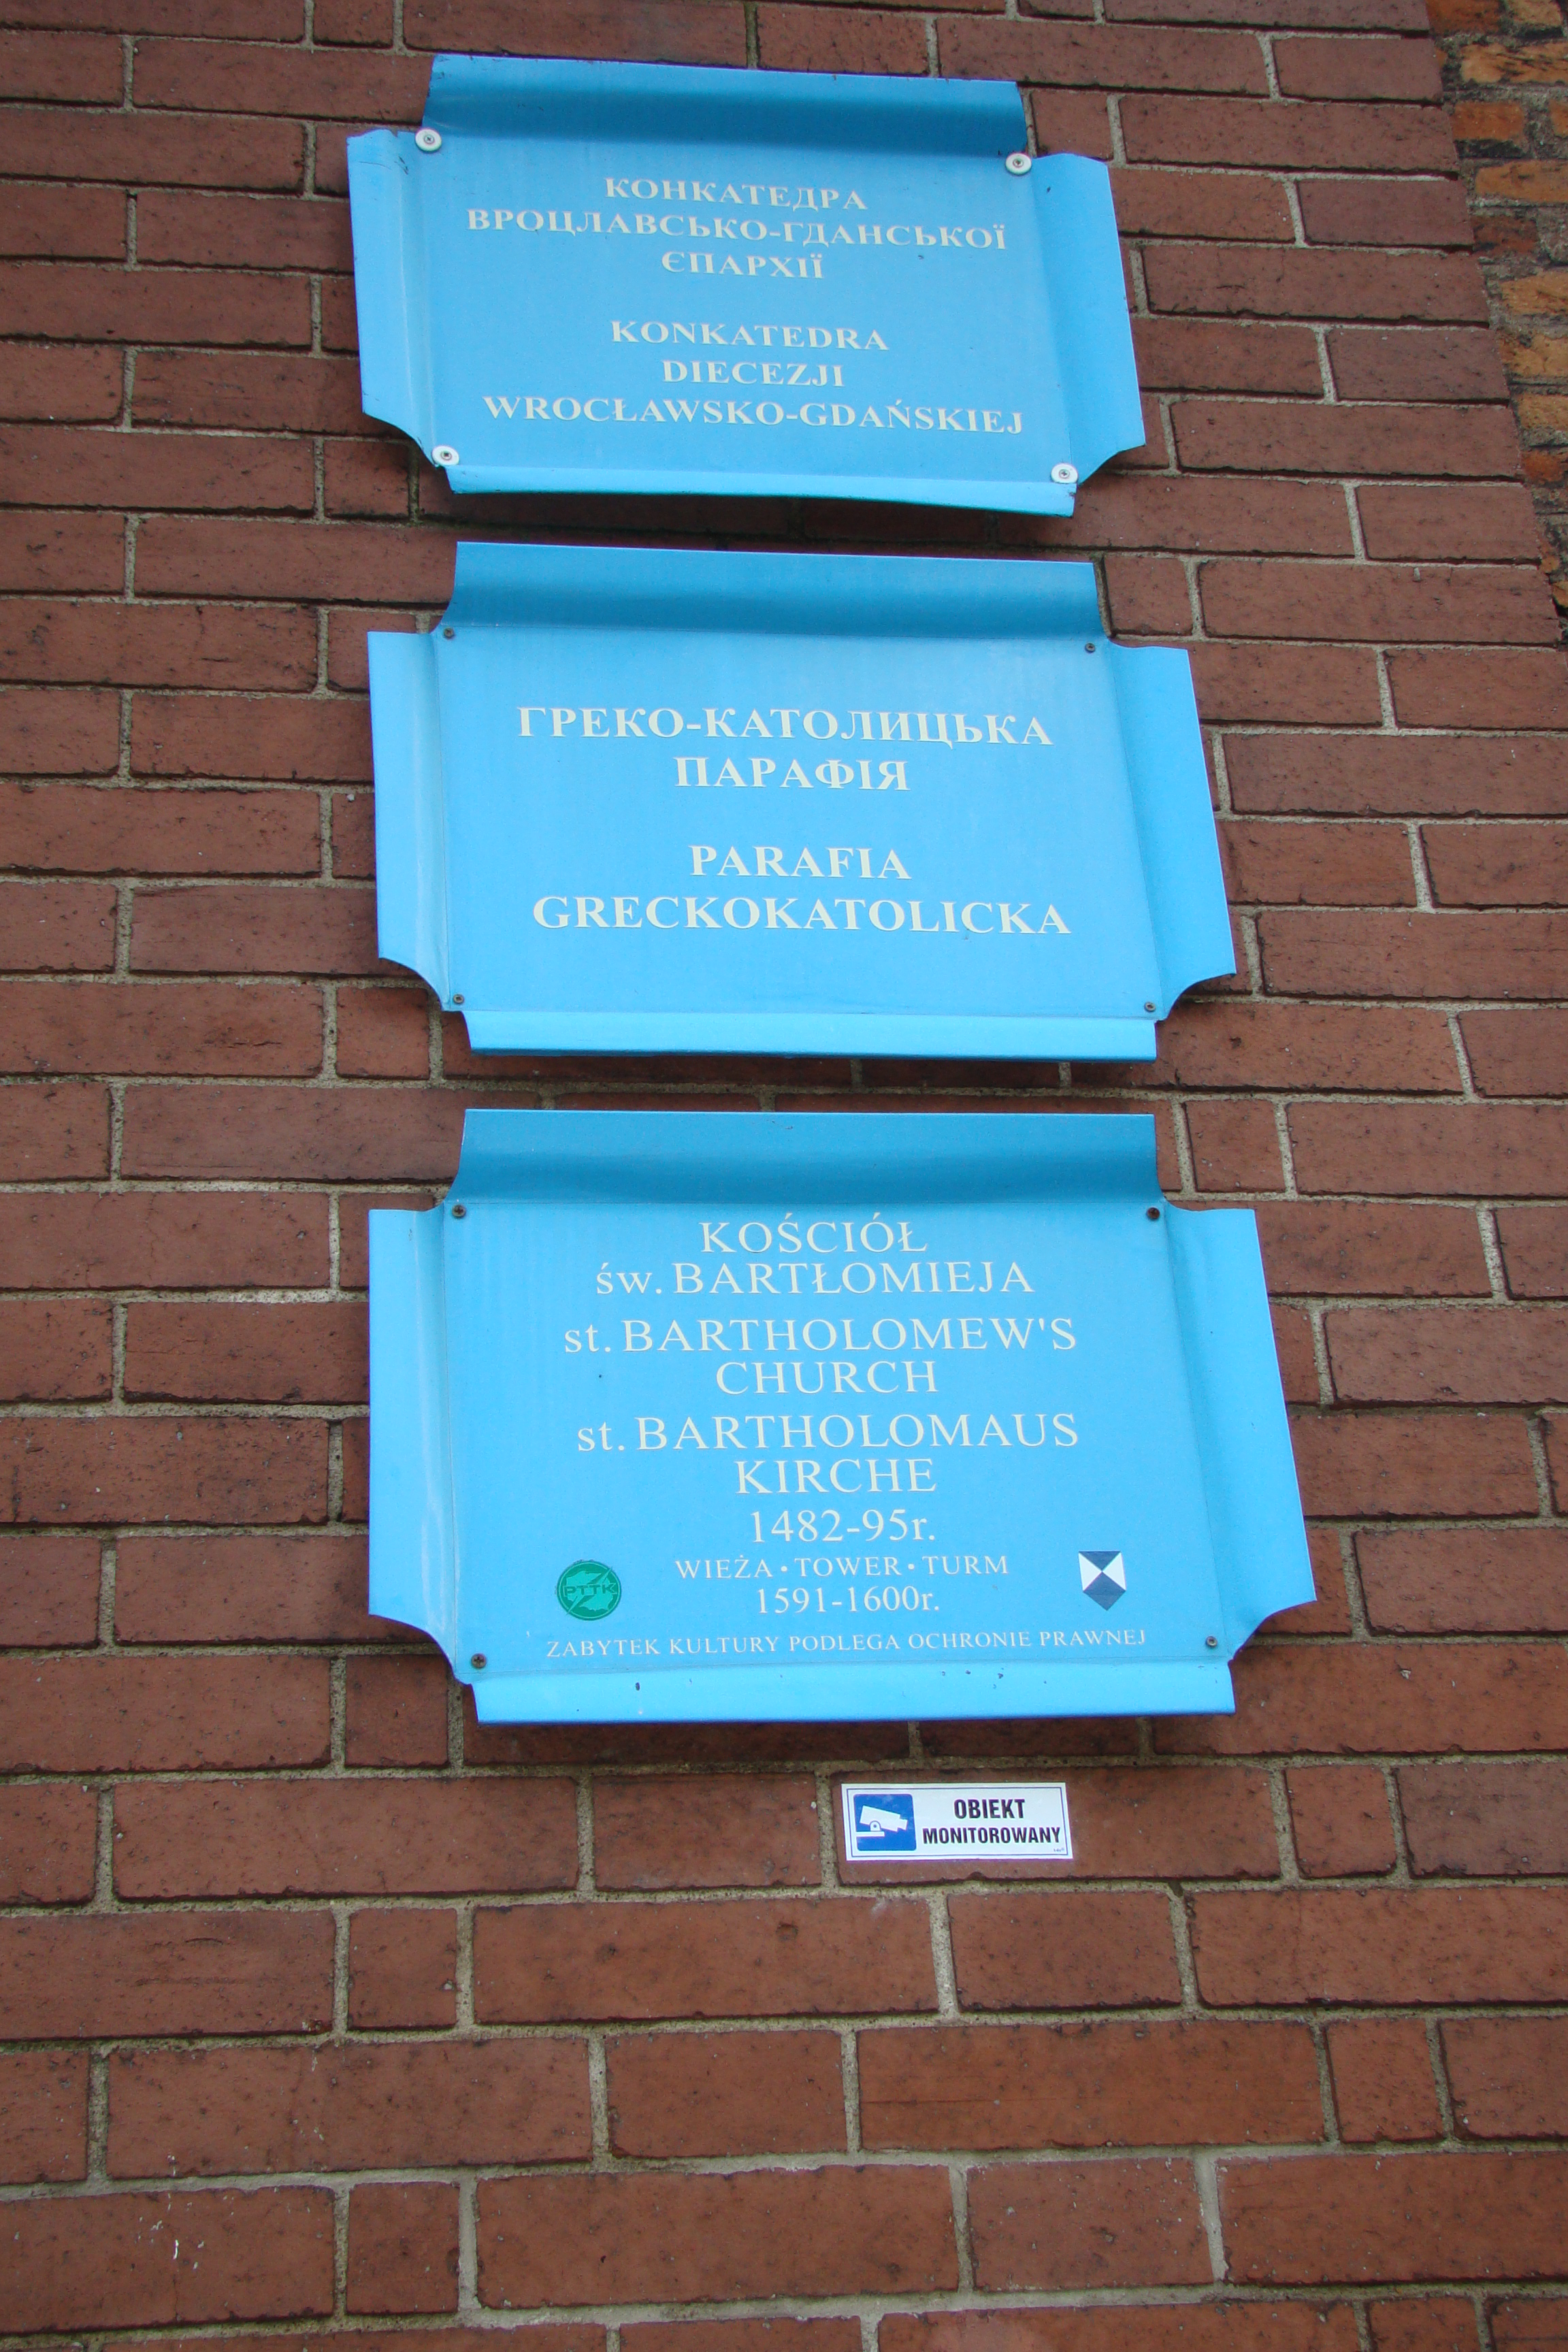 КОНКАТЕДРА
ВРОЦЛАВСЬКО-ГДАНСЬКОЇ
ЄПАРХІЇ
KONKATEDRA
DIECEZJI
WROCŁAWSKO-GDAŃSKIEJ
ГРЕКО-КАТОЛИЦЬКА
ПАРАФІЯ
PARAFIA
GRECKOKATOLICKA
KOŚCIÓŁ
św. BARTŁOMIEJA
st. BARTHOLOMEW'S
CHURCH
st. BARTHOLOMAUS
KIRCHE
1482-95r.
WIEŻA • TOWER • TURM
1591-1600r.
PTTK
ZABYTEK KULTURY PODLEGA OCHRONIE PRAWNEJ
OBIEKT
MONITOROWANY